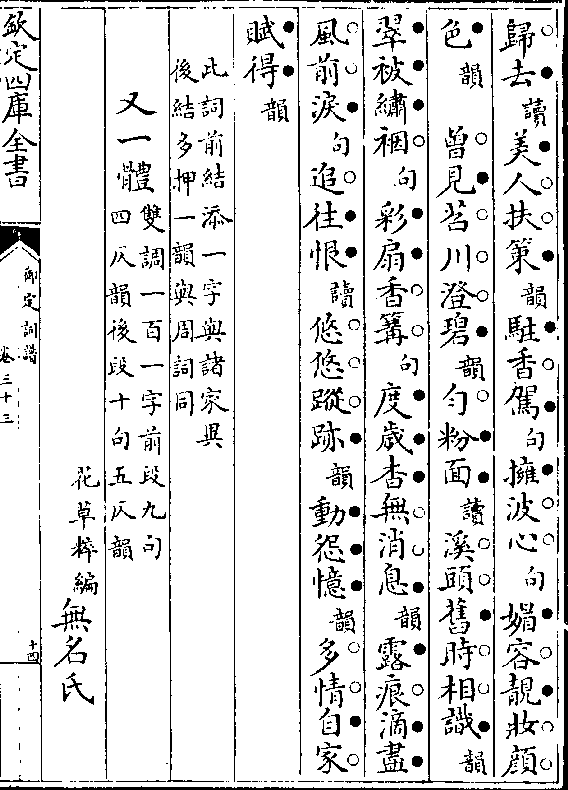 歸去讀美人扶策韻駐香駕句擁波心句媚容靚妝顔
色韻曽見苕川澄碧韻勻粉面讀溪頭舊時相識韻
翠被繡裀句彩扇香篝句度歲杳無消息韻露痕滴盡
風前淚句追往恨讀悠悠蹤跡韻動怨憶韻多情自家
賦得韻
此詞前結添一字與諸家異
後結多押一韻與周詞同
又一體雙調一百一字前段九句
四仄韻後段十句五仄韻
花草粹編無名氏
欽定四庫全書
御定詞譜
卷三十三
十四